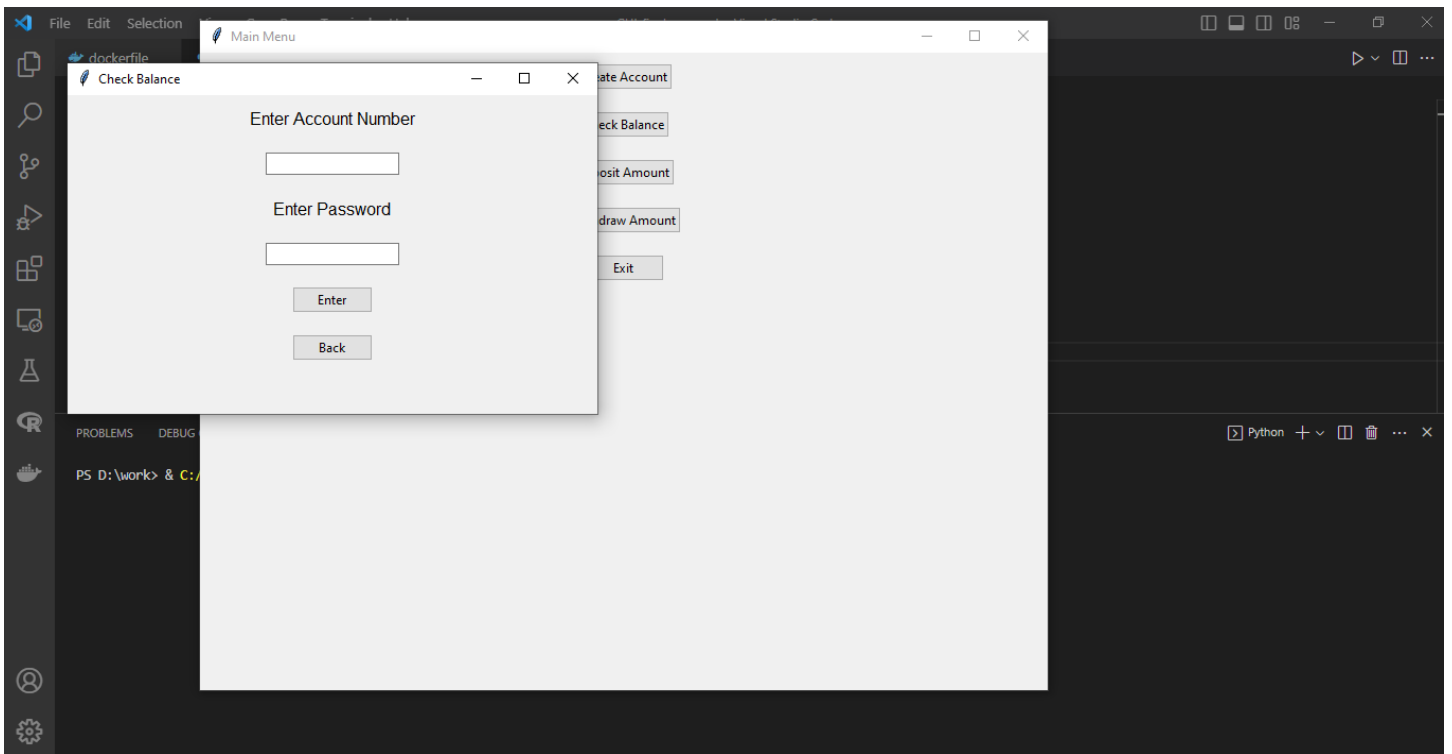 File Edit Selection
Main Menu
dockerfile
Check Balance
Enter Account Number
Enter Password
Enter
Back
ate Account
eck Balance
osit Amount
draw Amount
Exit
PROBLEMS DEBUG
Python
PS D:\work> & C:/